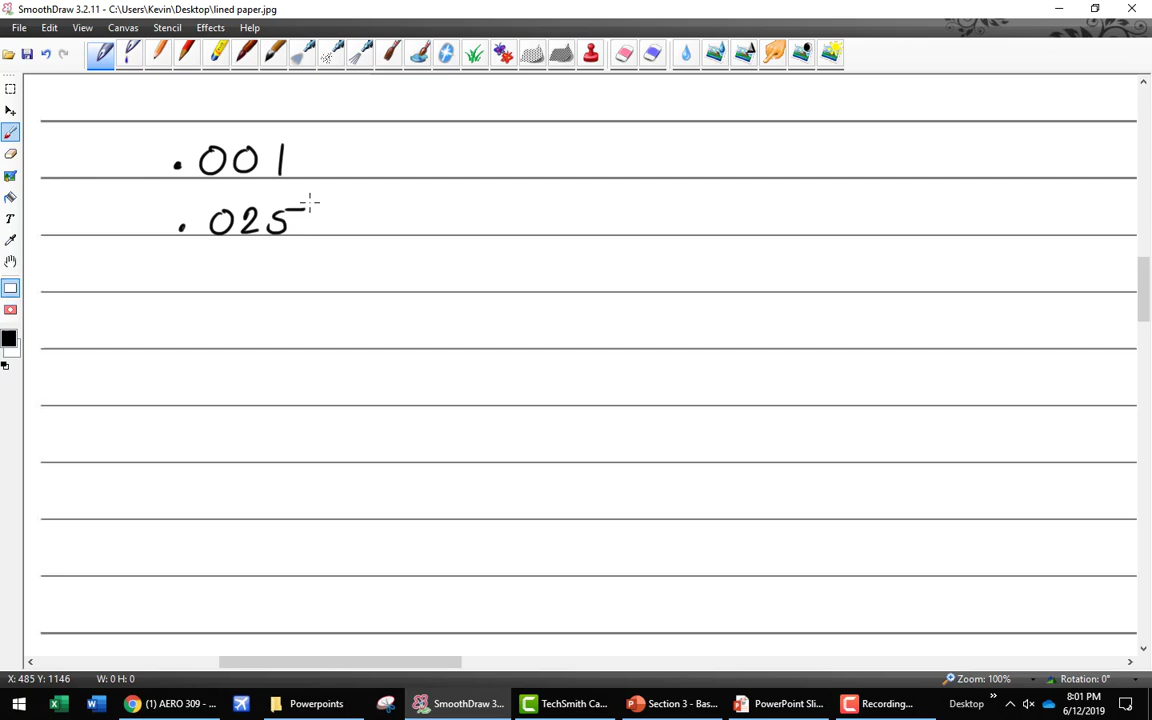 SmoothDraw 3.2.11 - C:\Users\Kevin\Desktop\lined paper.jpg
File Edit View Canvas Stencil Effects Help
T
.001
.025
X: 485 Y: 1146 W: 0 H: 0 Zoom: 100% Rotation: 0°
(1) AERO 309 - ... Powerpoints SmoothDraw 3... TechSmith Ca... Section 3 - Bas... PowerPoint Sli... Recording... Desktop 8:01 PM
6/12/2019